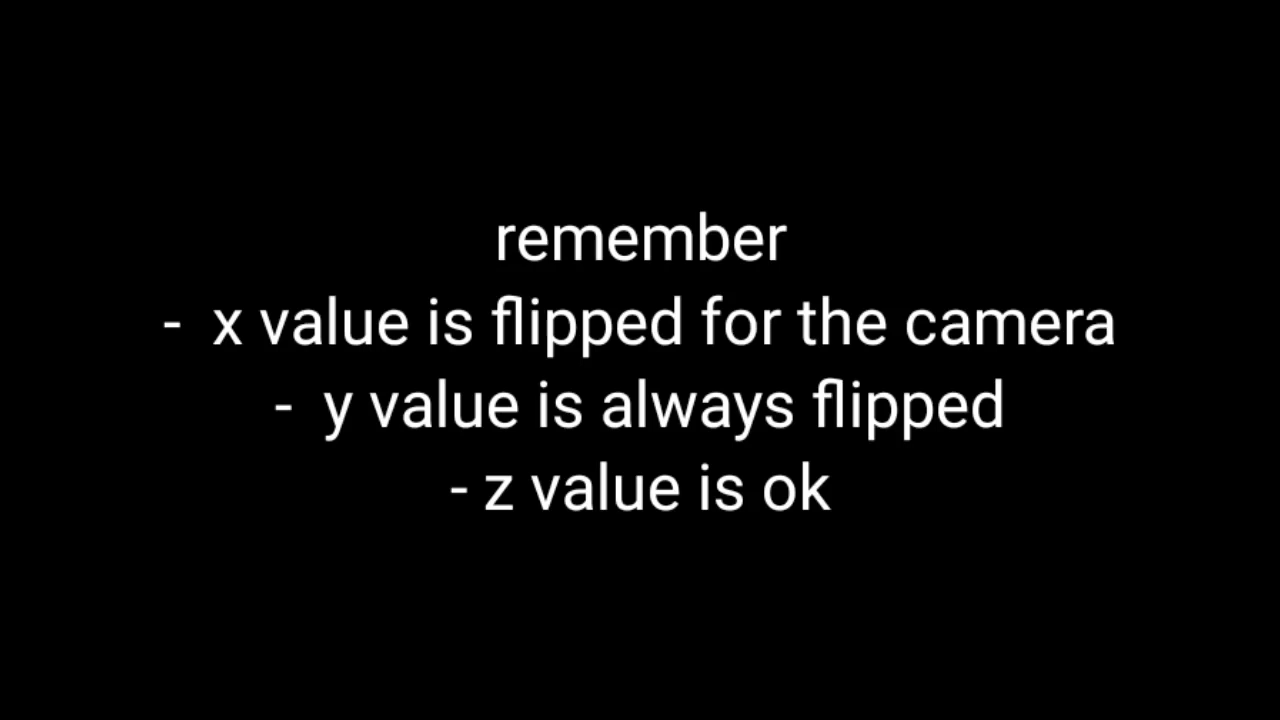 remember
-  x value is flipped for the camera
-  y value is always flipped
- z value is ok